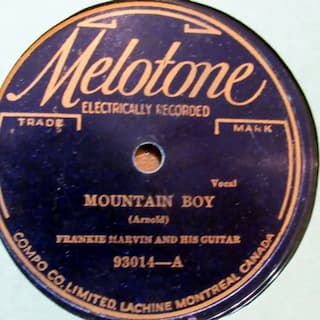 Melotone
ELECTRICALLY RECORDED
TRADE MARK
Vocal
MOUNTAIN BOY
(Arnold)
FRANKIE MARVIN AND HIS GUITAR
93014—A
COMPO CO. LIMITED, LACHINE MONTREAL CANADA